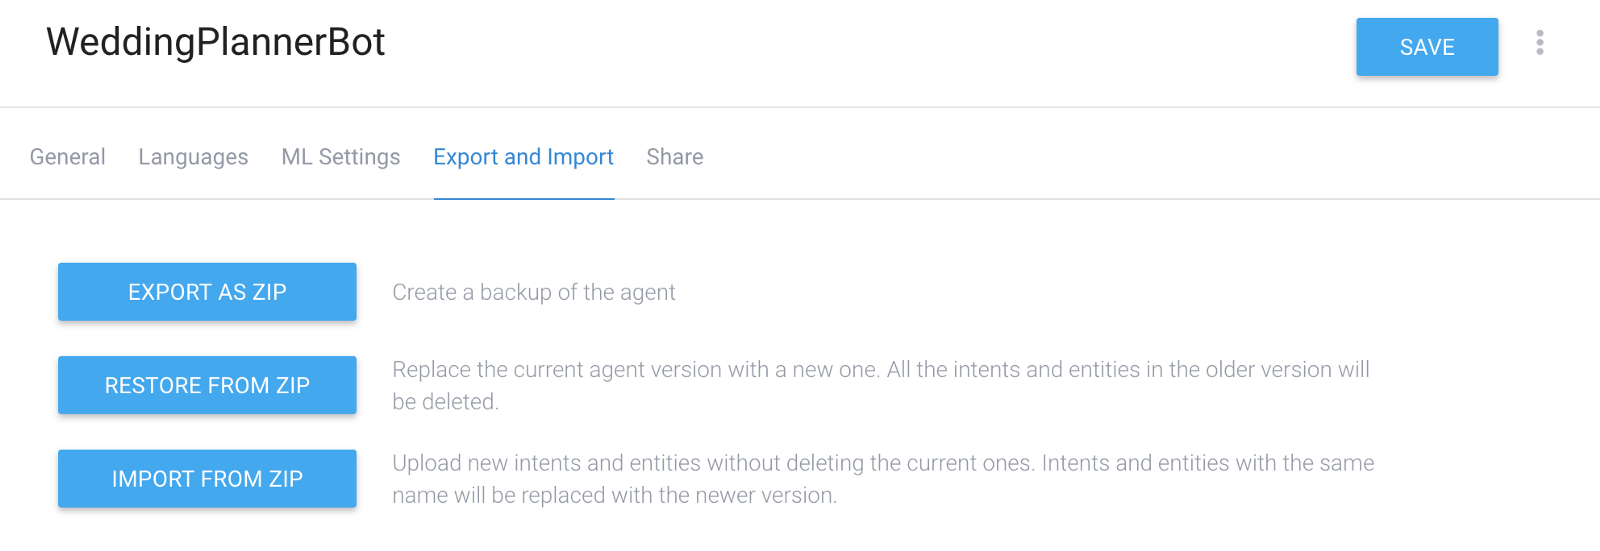 WeddingPlannerBot
SAVE
General Languages ML Settings Export and Import Share
EXPORT AS ZIP
Create a backup of the agent
RESTORE FROM ZIP
Replace the current agent version with a new one. All the intents and entities in the older version will
be deleted.
IMPORT FROM ZIP
Upload new intents and entities without deleting the current ones. Intents and entities with the same
name will be replaced with the newer version.